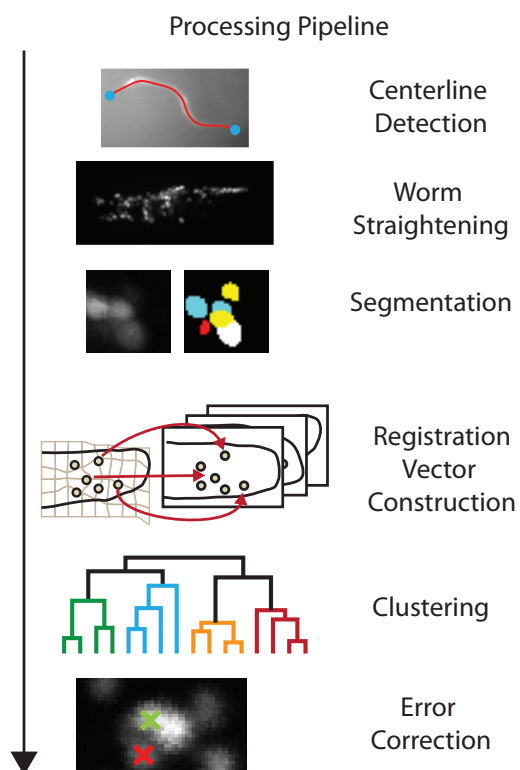 Processing Pipeline
Centerline
Detection
Worm
Straightening
Segmentation
Registration
Vector
Construction
Clustering
Error
Correction